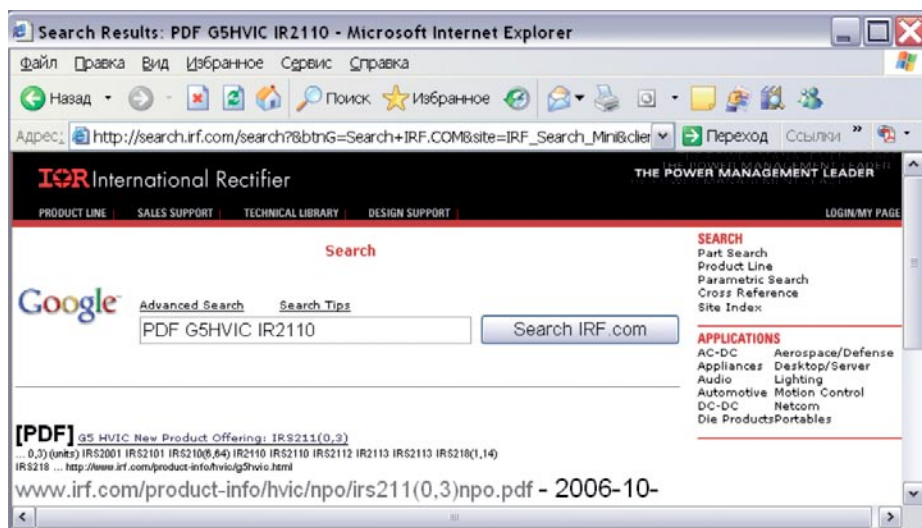 Search Results: PDF G5HVIC IR2110 - Microsoft Internet Explorer
Файл Правка Вид Избранное Сервис Справка
Назад Поиск Избранное
Адрес: http://search.irf.com/search?&btnG=Search+IRF.COM&site=IRF_Search_Mini&clier Переход Ссылки »
IOR International Rectifier
THE POWER MANAGEMENT LEADER
PRODUCT LINE | SALES SUPPORT | TECHNICAL LIBRARY | DESIGN SUPPORT | LOGIN/MY PAGE
Search
Google
Advanced Search Search Tips
PDF G5HVIC IR2110
Search IRF.com
[PDF] G5 HVIC New Product Offering: IRS211(0,3)
... 0,3) (units) IRS2001 IRS2101 IRS210(6,64) IR2110 IRS2110 IRS2112 IR2113 IRS2113 IRS218(1,14)
IRS218 ... http://www.irf.com/product-info/hvic/g5hvic.html
www.irf.com/product-info/hvic/npo/irs211(0,3)npo.pdf - 2006-10-
SEARCH
Part Search
Product Line
Parametric Search
Cross Reference
Site Index
APPLICATIONS
AC-DC Aerospace/Defense
Appliances Desktop/Server
Audio Lighting
Automotive Motion Control
DC-DC Netcom
Die Products Portables